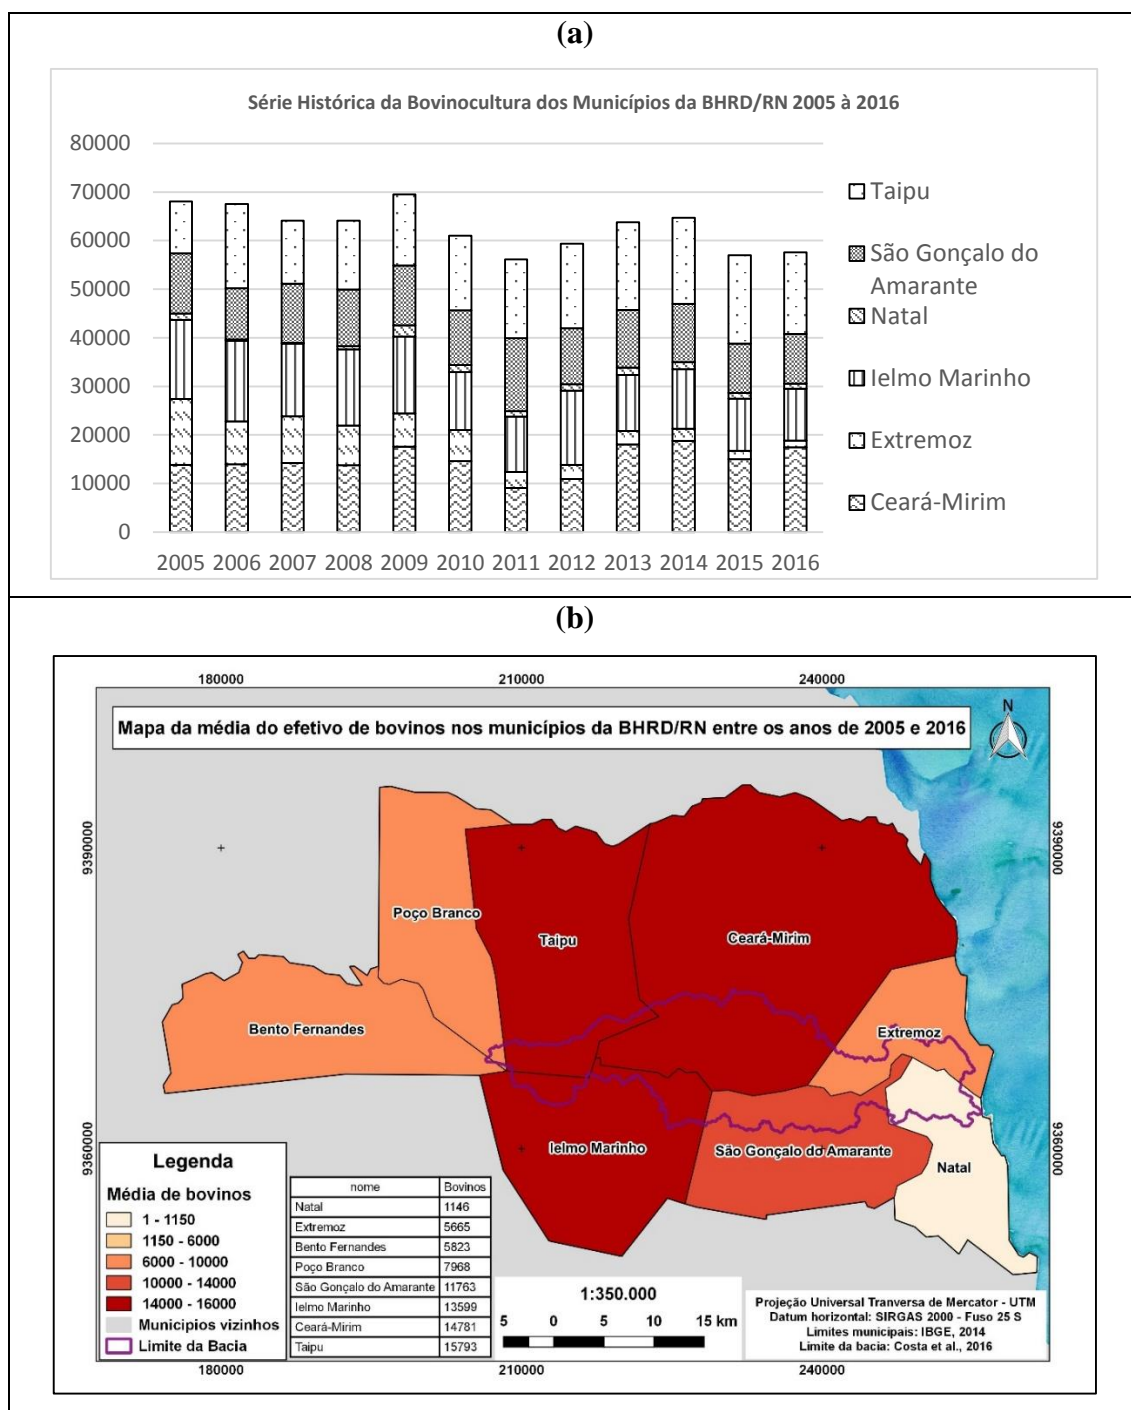 (a)
Série Histórica da Bovinocultura dos Municípios da BHRD/RN 2005 à 2016
80000
70000
60000
50000
40000
30000
20000
10000
0
2005 2006 2007 2008 2009 2010 2011 2012 2013 2014 2015 2016
Taipu
São Gonçalo do
Amarante
Natal
Ielmo Marinho
Extremoz
Ceará-Mirim
(b)
180000 210000 240000
Mapa da média do efetivo de bovinos nos municípios da BHRD/RN entre os anos de 2005 e 2016
N
9390000
9390000
Poço Branco
Taipu
Ceará-Mirim
Bento Fernandes
Extremoz
9360000
9360000
Ielmo Marinho
São Gonçalo do Amarante
Natal
Legenda
Média de bovinos
1 - 1150
1150 - 6000
6000 - 10000
10000 - 14000
14000 - 16000
Municipios vizinhos
Limite da Bacia
nome Bovinos
Natal 1146
Extremoz 5665
Bento Fernandes 5823
Poço Branco 7968
São Gonçalo do Amarante 11763
Ielmo Marinho 13599
Ceará-Mirim 14781
Taipu 15793
1:350.000
5 0 5 10 15 km
Projeção Universal Tranversa de Mercator - UTM
Datum horizontal: SIRGAS 2000 - Fuso 25 S
Limites municipais: IBGE, 2014
Limite da bacia: Costa et al., 2016
180000 210000 240000